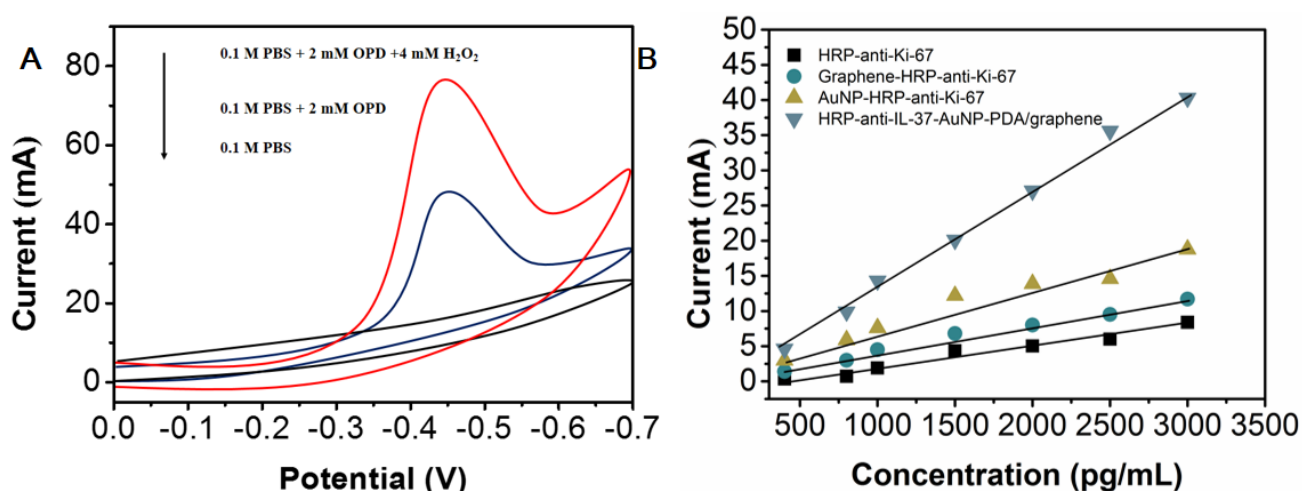 A
0.1 M PBS + 2 mM OPD +4 mM H₂O₂
0.1 M PBS + 2 mM OPD
0.1 M PBS
Current (mA)
80
60
40
20
0
0.0 -0.1 -0.2 -0.3 -0.4 -0.5 -0.6 -0.7
Potential (V)
B
HRP-anti-Ki-67
Graphene-HRP-anti-Ki-67
AuNP-HRP-anti-Ki-67
HRP-anti-IL-37-AuNP-PDA/graphene
Current (mA)
50
45
40
35
30
25
20
15
10
5
0
500 1000 1500 2000 2500 3000 3500
Concentration (pg/mL)